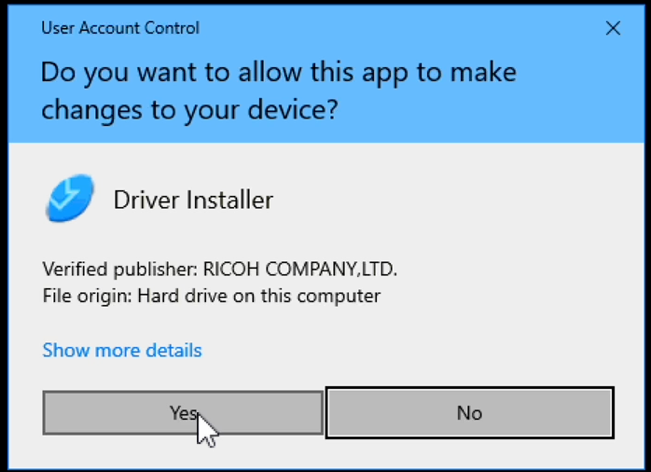 User Account Control
Do you want to allow this app to make
changes to your device?
Driver Installer
Verified publisher: RICOH COMPANY,LTD.
File origin: Hard drive on this computer
Show more details
Yes
No